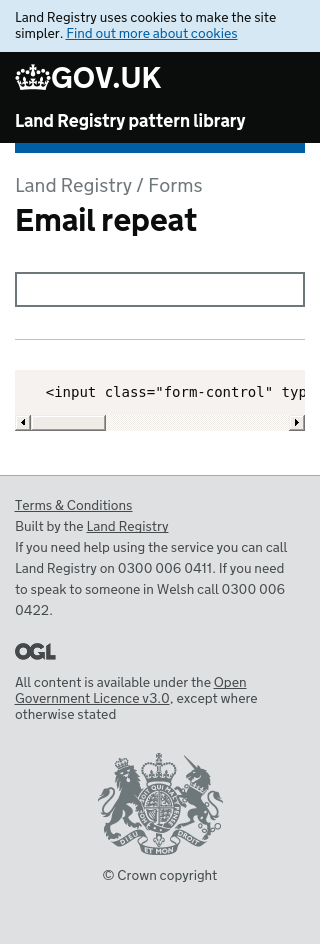 Land Registry uses cookies to make the site
simpler. Find out more about cookies
GOV.UK
Land Registry pattern library
Land Registry / Forms
Email repeat
<input class="form-control" typ
Terms & Conditions
Built by the Land Registry
If you need help using the service you can call
Land Registry on 0300 006 0411. If you need
to speak to someone in Welsh call 0300 006
0422.
OGL
All content is available under the Open
Government Licence v3.0, except where
otherwise stated
DIEU ET MON DROIT
© Crown copyright